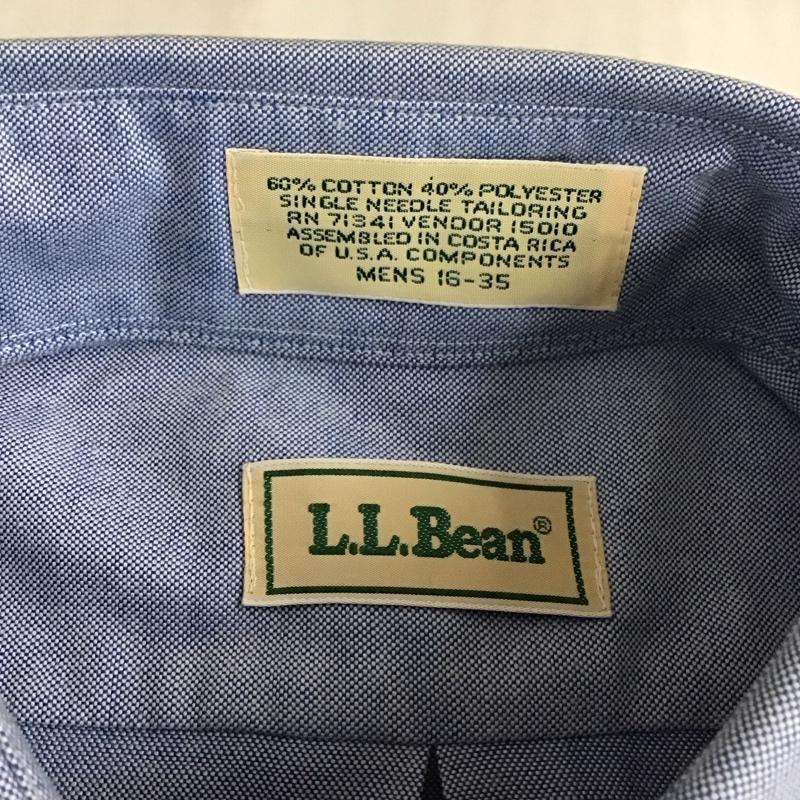 60% COTTON 40% POLYESTER
SINGLE NEEDLE TAILORING
RN 71341 VENDOR 15010
ASSEMBLED IN COSTA RICA
OF U.S.A. COMPONENTS
MENS 16-35
L.L.Bean®